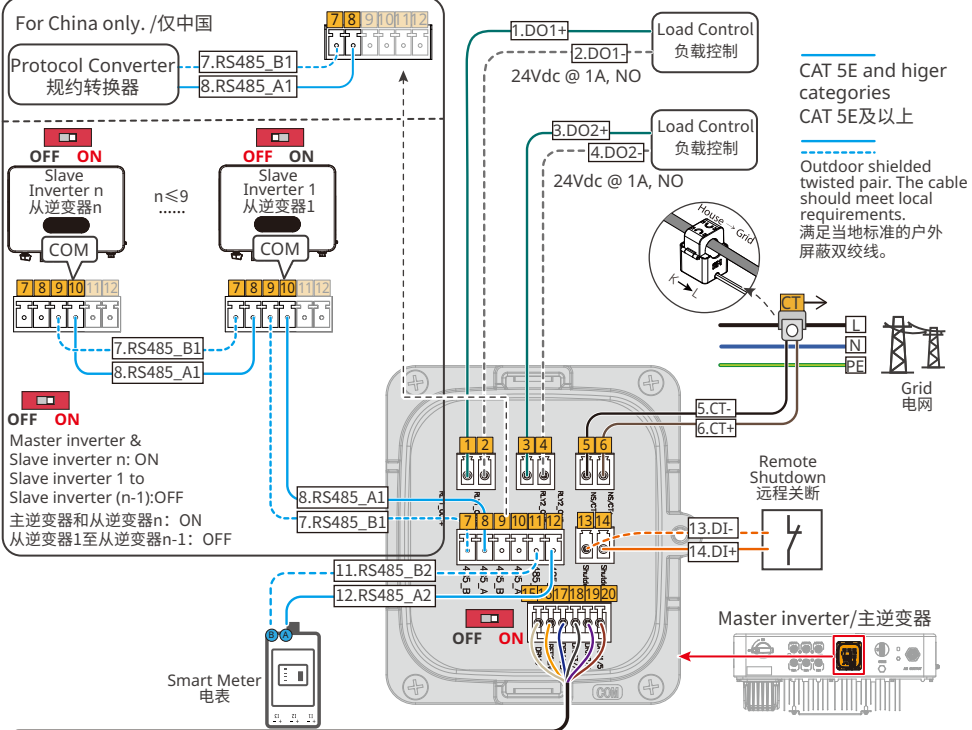 For China only. /仅中国
7 8 9 10 11 12
Protocol Converter
规约转换器
7.RS485_B1
8.RS485_A1
OFF ON
OFF ON
Slave
Inverter n
从逆变器n
n≤9
......
Slave
Inverter 1
从逆变器1
COM
COM
7 8 9 10 11 12
7 8 9 10 11 12
7.RS485_B1
8.RS485_A1
OFF ON
Master inverter &
Slave inverter n: ON
Slave inverter 1 to
Slave inverter (n-1):OFF
主逆变器和从逆变器n：ON
从逆变器1至从逆变器n-1：OFF
8.RS485_A1
7.RS485_B1
1.DO1+
2.DO1-
24Vdc @ 1A, NO
Load Control
负载控制
3.DO2+
4.DO2-
24Vdc @ 1A, NO
Load Control
负载控制
CAT 5E and higer
categories
CAT 5E及以上
Outdoor shielded
twisted pair. The cable
should meet local
requirements.
满足当地标准的户外
屏蔽双绞线。
House → Grid
K→L
CT
L
N
PE
Grid
电网
5.CT-
6.CT+
1 2
3 4
5 6
7 8 9 10 11 12
13 14
15 16 17 18 19 20
Remote
Shutdown
远程关断
13.DI-
14.DI+
11.RS485_B2
12.RS485_A2
OFF ON
B A
Smart Meter
电表
COM
Master inverter/主逆变器